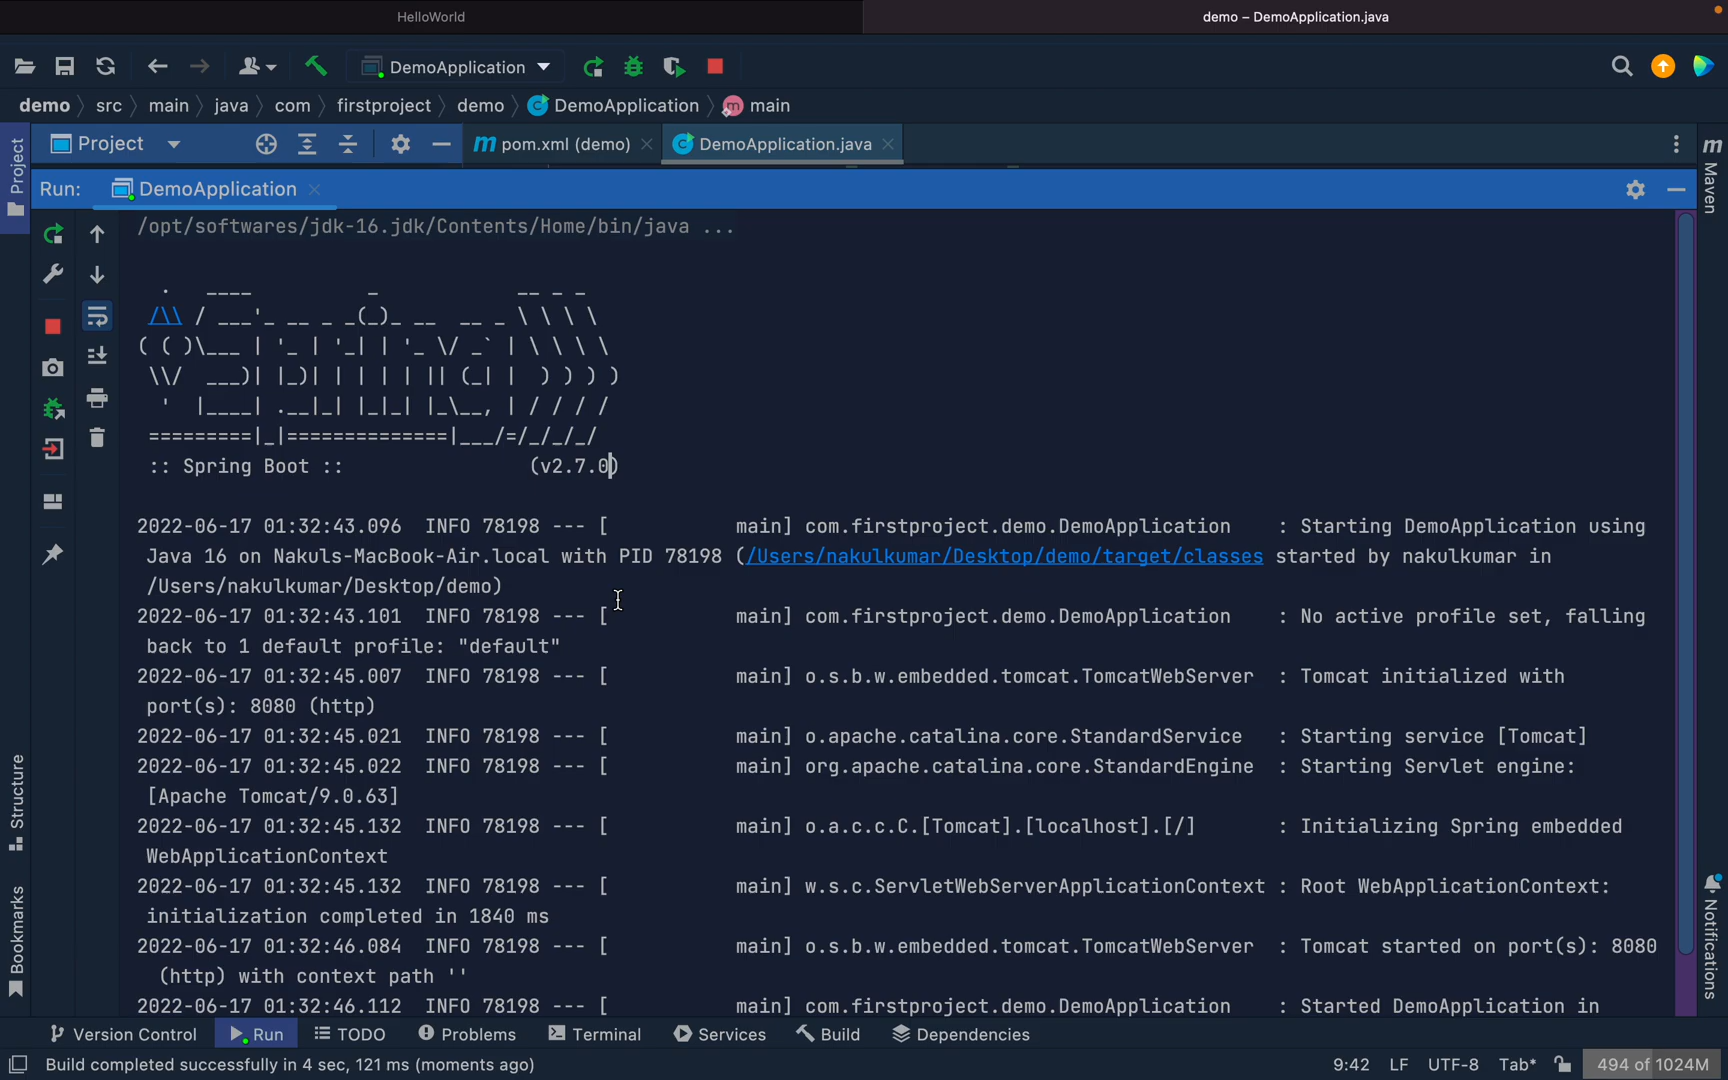 HelloWorld
demo – DemoApplication.java
DemoApplication
demo 〉 src 〉 main 〉 java 〉 com 〉 firstproject 〉 demo 〉 DemoApplication 〉 m main
Project
m pom.xml (demo)
DemoApplication.java
Run: DemoApplication
Project
m Maven
/opt/softwares/jdk-16.jdk/Contents/Home/bin/java ...
  .   ____          _            __ _ _
 /\\ / ___'_ __ _ _(_)_ __  __ _ \ \ \ \
( ( )\___ | '_ | '_| | '_ \/ _` | \ \ \ \
 \\/  ___)| |_)| | | | | || (_| |  ) ) ) )
  '  |____| .__|_| |_|_| |_\__, | / / / /
 =========|_|==============|___/=/_/_/_/
 :: Spring Boot ::                (v2.7.0)
2022-06-17 01:32:43.096  INFO 78198 --- [           main] com.firstproject.demo.DemoApplication    : Starting DemoApplication using
Java 16 on Nakuls-MacBook-Air.local with PID 78198 (/Users/nakulkumar/Desktop/demo/target/classes started by nakulkumar in
/Users/nakulkumar/Desktop/demo)
2022-06-17 01:32:43.101  INFO 78198 --- [           main] com.firstproject.demo.DemoApplication    : No active profile set, falling
back to 1 default profile: "default"
2022-06-17 01:32:45.007  INFO 78198 --- [           main] o.s.b.w.embedded.tomcat.TomcatWebServer  : Tomcat initialized with
port(s): 8080 (http)
2022-06-17 01:32:45.021  INFO 78198 --- [           main] o.apache.catalina.core.StandardService   : Starting service [Tomcat]
2022-06-17 01:32:45.022  INFO 78198 --- [           main] org.apache.catalina.core.StandardEngine  : Starting Servlet engine:
[Apache Tomcat/9.0.63]
2022-06-17 01:32:45.132  INFO 78198 --- [           main] o.a.c.c.C.[Tomcat].[localhost].[/]       : Initializing Spring embedded
WebApplicationContext
2022-06-17 01:32:45.132  INFO 78198 --- [           main] w.s.c.ServletWebServerApplicationContext : Root WebApplicationContext:
initialization completed in 1840 ms
2022-06-17 01:32:46.084  INFO 78198 --- [           main] o.s.b.w.embedded.tomcat.TomcatWebServer  : Tomcat started on port(s): 8080
(http) with context path ''
2022-06-17 01:32:46.112  INFO 78198 --- [           main] com.firstproject.demo.DemoApplication    : Started DemoApplication in
Structure
Bookmarks
Notifications
Version Control  Run  TODO  Problems  Terminal  Services  Build  Dependencies
Build completed successfully in 4 sec, 121 ms (moments ago)
9:42  LF  UTF-8  Tab*  494 of 1024M